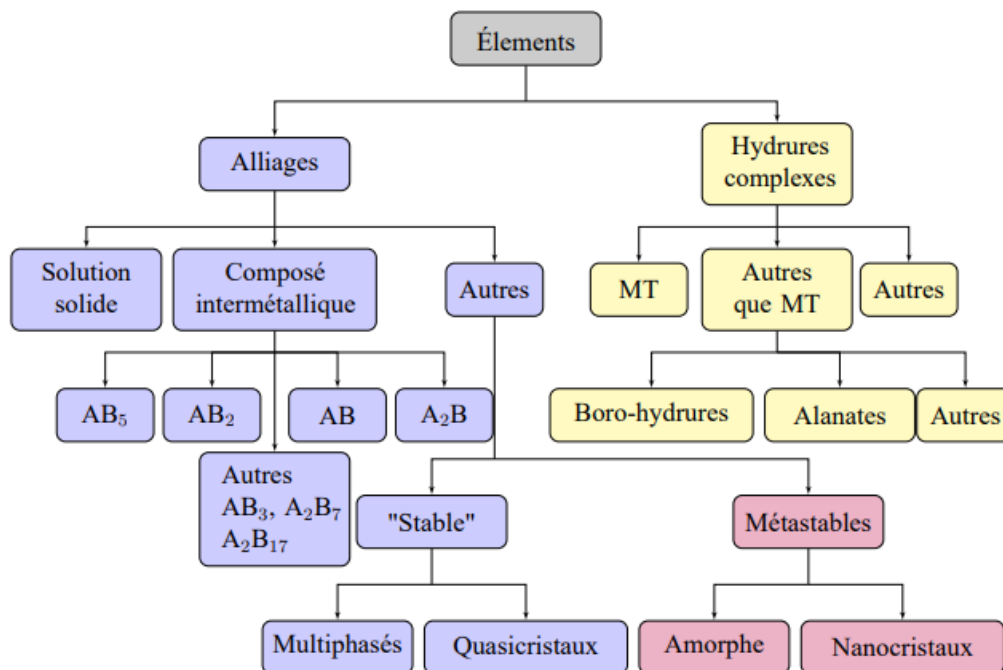 Élements
Alliages
Hydrures
complexes
Solution
solide
Composé
intermétallique
Autres
MT
Autres
que MT
Autres
AB₅
AB₂
AB
A₂B
Boro-hydrures
Alanates
Autres
Autres
AB₃, A₂B₇
A₂B₁₇
"Stable"
Métastables
Multiphasés
Quasicristaux
Amorphe
Nanocristaux